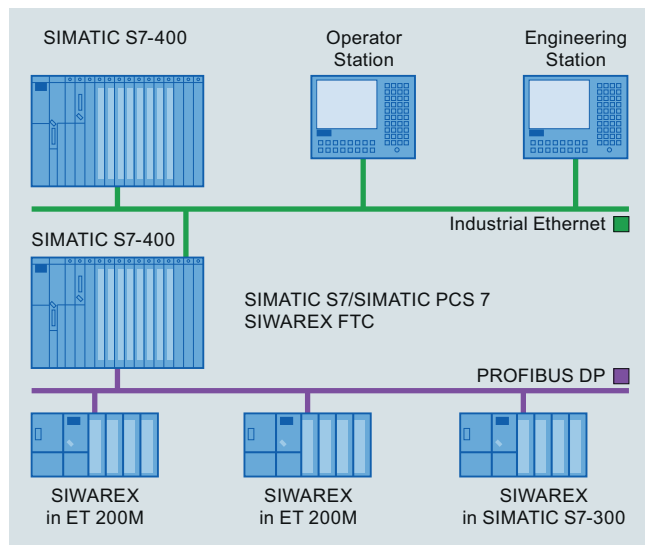 SIMATIC S7-400
Operator
Station
Engineering
Station
Industrial Ethernet
SIMATIC S7-400
SIMATIC S7/SIMATIC PCS 7
SIWAREX FTC
PROFIBUS DP
SIWAREX
in ET 200M
SIWAREX
in ET 200M
SIWAREX
in SIMATIC S7-300